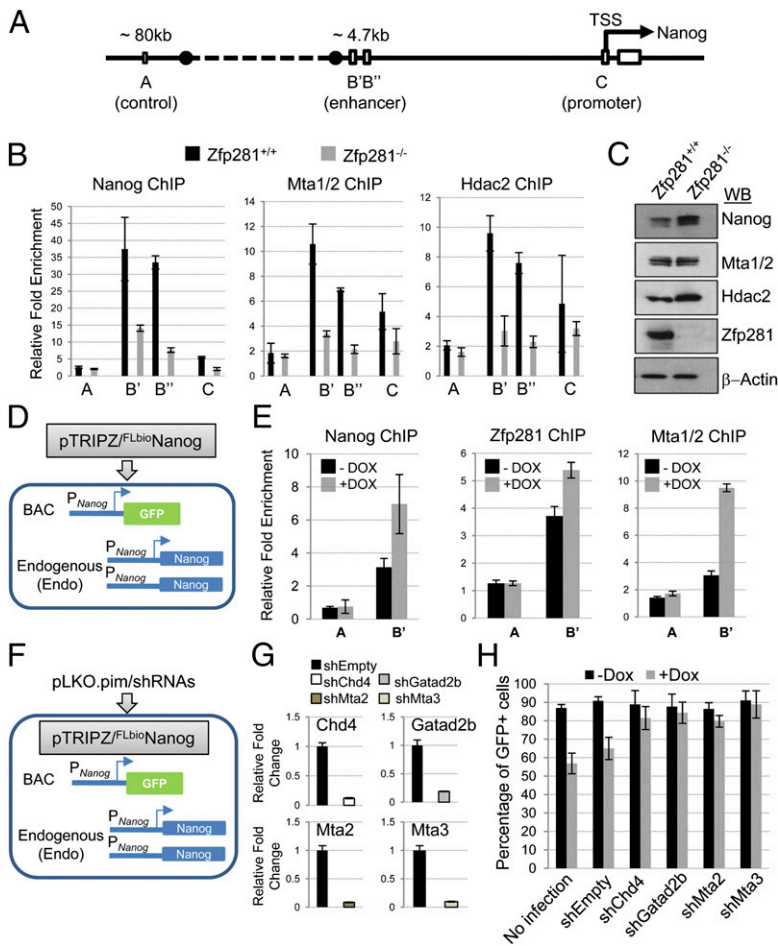 A
~ 80kb
~ 4.7kb
TSS
Nanog
A
(control)
B'B''
(enhancer)
C
(promoter)
B
Zfp281+/+
Zfp281-/-
Nanog ChIP
Mta1/2 ChIP
Hdac2 ChIP
Relative Fold Enrichment
50
45
40
35
30
25
20
15
10
5
0
14
12
10
8
6
4
2
0
12
10
8
6
4
2
0
A B' B'' C
A B' B'' C
A B' B'' C
C
Zfp281+/+
Zfp281-/-
WB
Nanog
Mta1/2
Hdac2
Zfp281
β–Actin
D
pTRIPZ/FLbioNanog
BAC
PNanog
GFP
Endogenous
(Endo)
PNanog
Nanog
PNanog
Nanog
E
Nanog ChIP
Zfp281 ChIP
Mta1/2 ChIP
Relative Fold Enrichment
- DOX
+DOX
- DOX
+DOX
- DOX
+DOX
10
8
6
4
2
0
6
5
4
3
2
1
0
12
10
8
6
4
2
0
A B'
A B'
A B'
F
pLKO.pim/shRNAs
pTRIPZ/FLbioNanog
BAC
PNanog
GFP
Endogenous
(Endo)
PNanog
Nanog
PNanog
Nanog
G
shEmpty
shChd4
shGatad2b
shMta2
shMta3
Chd4
Gatad2b
Mta2
Mta3
Relative Fold
Change
Relative Fold
Change
1.5
1
0.5
0
1.5
1
0.5
0
1.5
1
0.5
0
1.5
1
0.5
0
H
-Dox
+Dox
Percentage of GFP+ cells
100
90
80
70
60
50
40
30
20
10
0
No infection
shEmpty
shChd4
shGatad2b
shMta2
shMta3